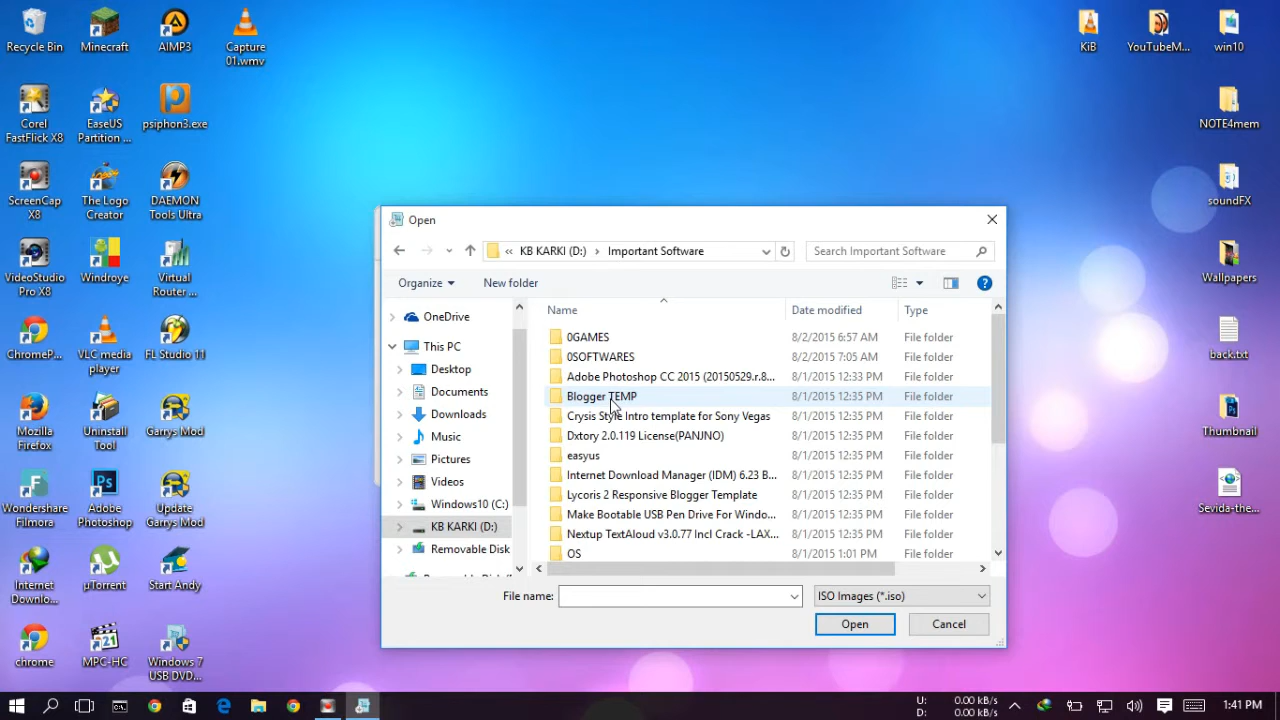 Recycle Bin
Minecraft
AIMP3
Capture
01.wmv
KiB
YouTubeM...
win10
Corel
FastFlick X8
EaseUS
Partition ...
psiphon3.exe
NOTE4mem
ScreenCap
X8
The Logo
Creator
DAEMON
Tools Ultra
soundFX
VideoStudio
Pro X8
Windroye
Virtual
Router ...
Wallpapers
ChromeP...
VLC media
player
FL Studio 11
back.txt
Mozilla
Firefox
Uninstall
Tool
Garrys Mod
Thumbnail
Wondershare
Filmora
Adobe
Photoshop
Update
Garrys Mod
Sevida-the...
Internet
Downlo...
µTorrent
Start Andy
chrome
MPC-HC
Windows 7
USB DVD...
Open
« KB KARKI (D:) › Important Software
Search Important Software
Organize
New folder
Name
Date modified
Type
OneDrive
This PC
Desktop
Documents
Downloads
Music
Pictures
Videos
Windows10 (C:)
KB KARKI (D:)
Removable Disk
0GAMES 8/2/2015 6:57 AM File folder
0SOFTWARES 8/2/2015 7:05 AM File folder
Adobe Photoshop CC 2015 (20150529.r.8... 8/1/2015 12:33 PM File folder
Blogger TEMP 8/1/2015 12:35 PM File folder
Crysis Style Intro template for Sony Vegas 8/1/2015 12:35 PM File folder
Dxtory 2.0.119 License(PANJNO) 8/1/2015 12:35 PM File folder
easyus 8/1/2015 12:35 PM File folder
Internet Download Manager (IDM) 6.23 B... 8/1/2015 12:35 PM File folder
Lycoris 2 Responsive Blogger Template 8/1/2015 12:35 PM File folder
Make Bootable USB Pen Drive For Windo... 8/1/2015 12:35 PM File folder
Nextup TextAloud v3.0.77 Incl Crack -LAX... 8/1/2015 12:35 PM File folder
OS 8/1/2015 1:01 PM File folder
File name:
ISO Images (*.iso)
Open
Cancel
U: 0.00 kB/s
D: 0.00 kB/s
1:41 PM